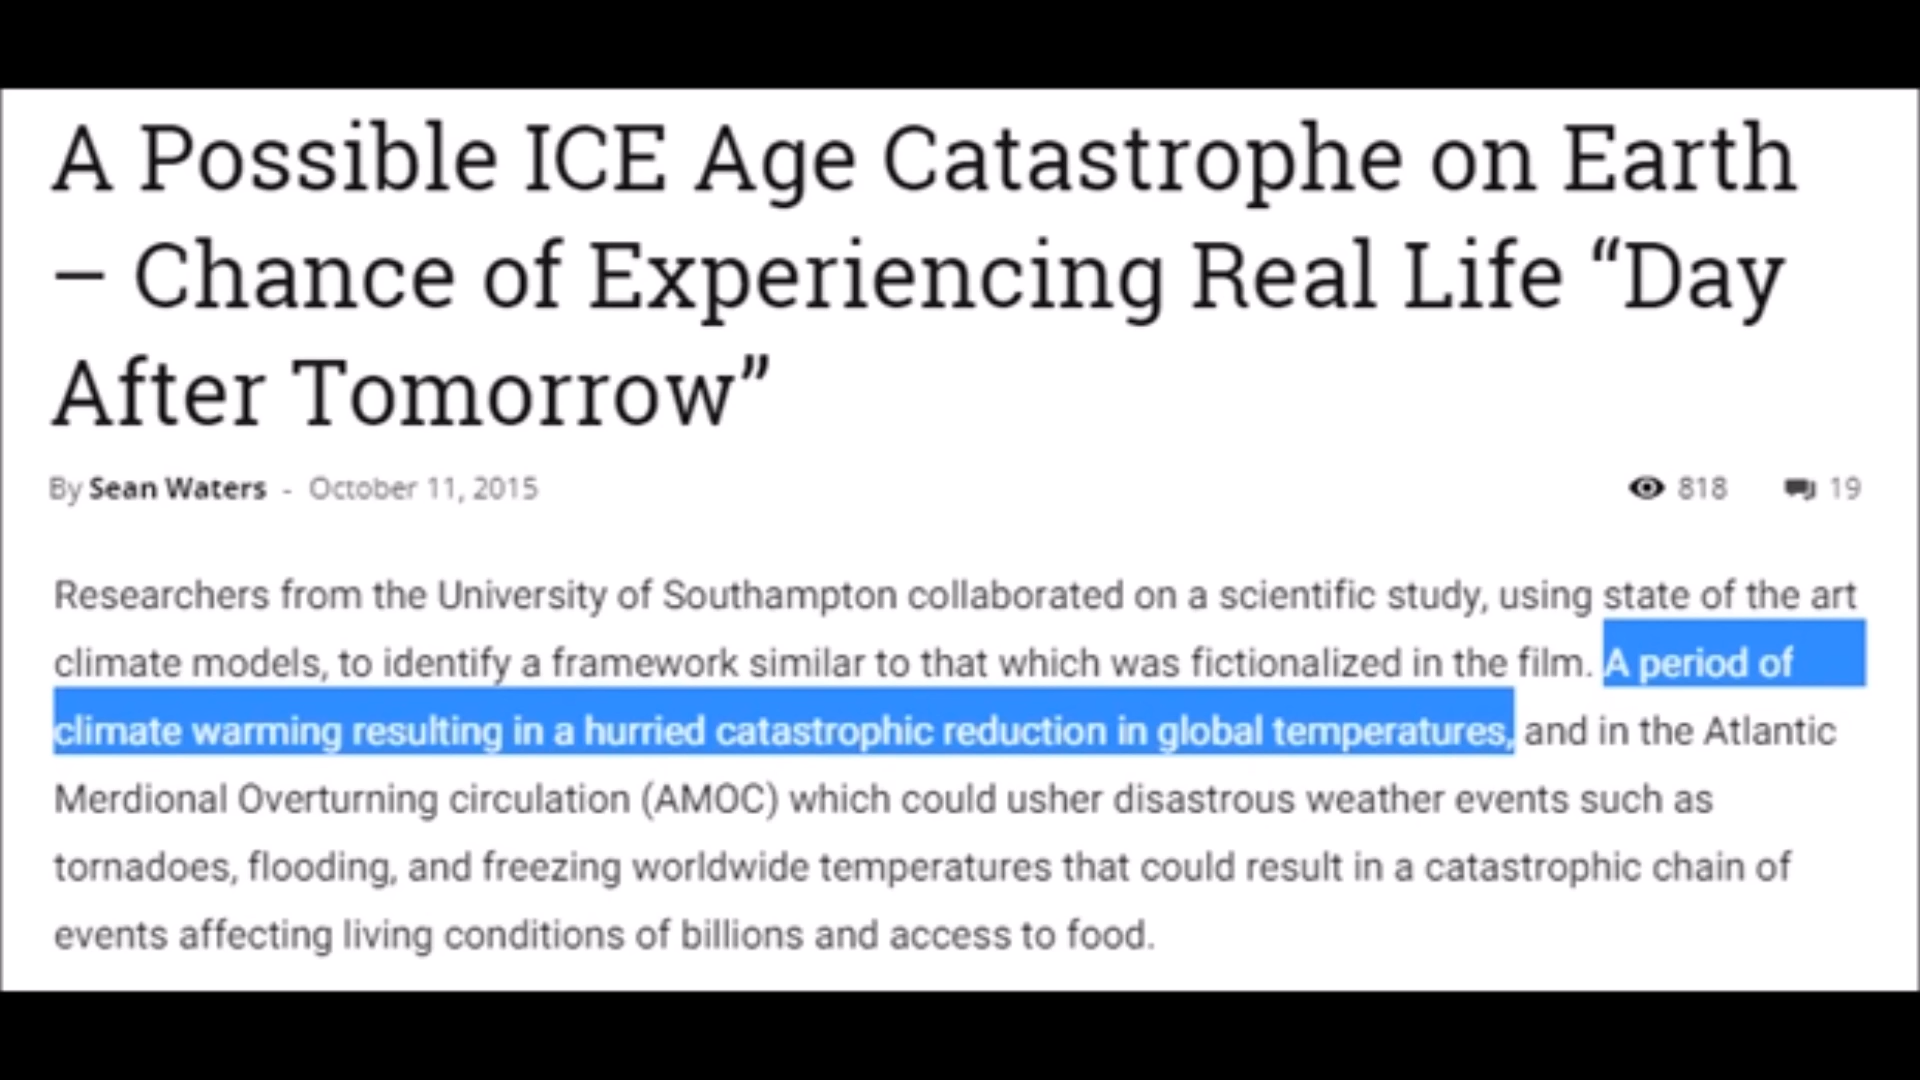 A Possible ICE Age Catastrophe on Earth
– Chance of Experiencing Real Life “Day
After Tomorrow”
By Sean Waters - October 11, 2015 818 19
Researchers from the University of Southampton collaborated on a scientific study, using state of the art
climate models, to identify a framework similar to that which was fictionalized in the film. A period of
climate warming resulting in a hurried catastrophic reduction in global temperatures, and in the Atlantic
Merdional Overturning circulation (AMOC) which could usher disastrous weather events such as
tornadoes, flooding, and freezing worldwide temperatures that could result in a catastrophic chain of
events affecting living conditions of billions and access to food.